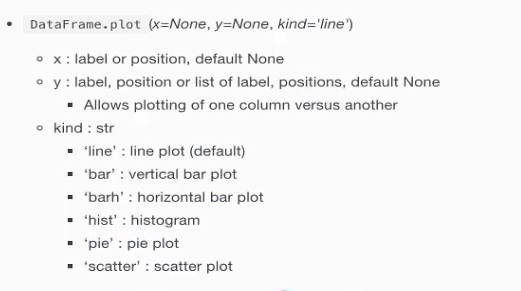 • DataFrame.plot (x=None, y=None, kind='line')
◦ x : label or position, default None
◦ y : label, position or list of label, positions, default None
▪ Allows plotting of one column versus another
◦ kind : str
▪ ‘line’ : line plot (default)
▪ ‘bar’ : vertical bar plot
▪ ‘barh’ : horizontal bar plot
▪ ‘hist’ : histogram
▪ ‘pie’ : pie plot
▪ ‘scatter’ : scatter plot